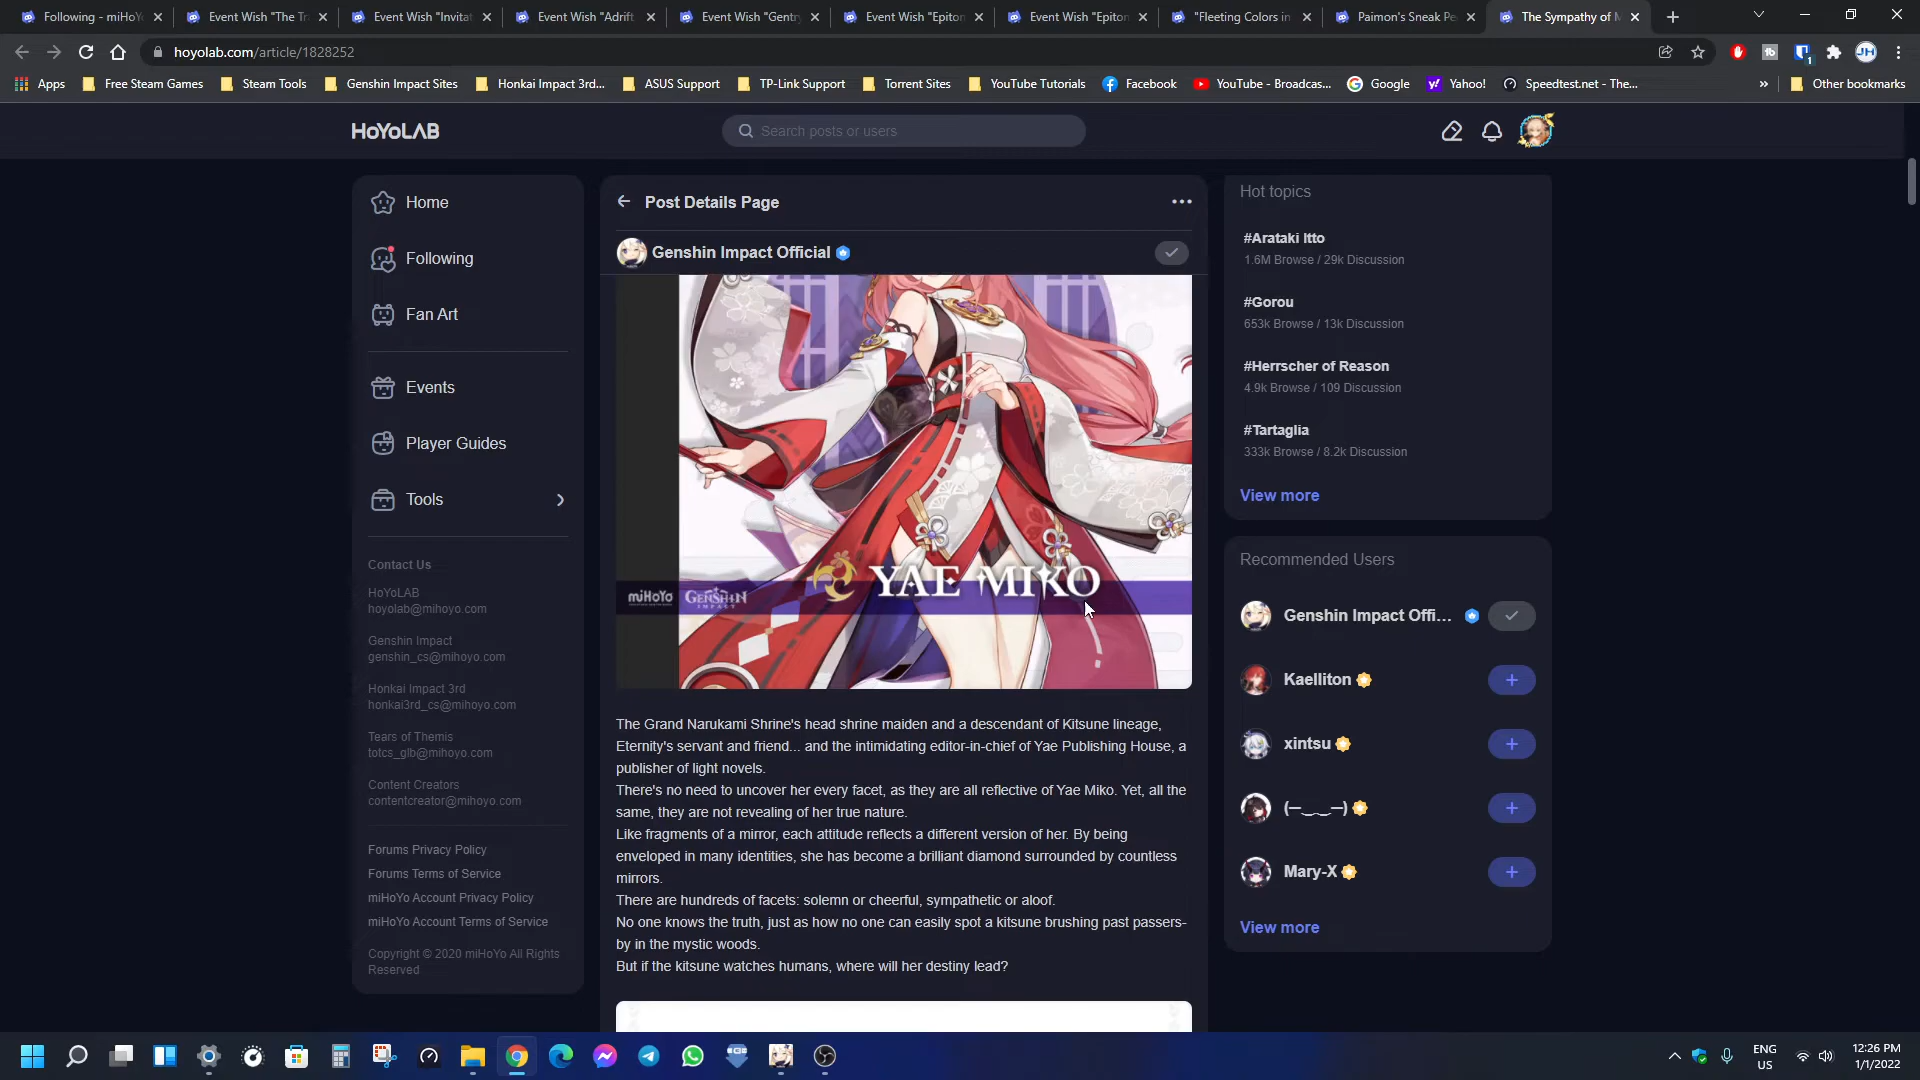 Following - miHoY
Event Wish "The Tr
Event Wish "Invitat
Event Wish "Adrift
Event Wish "Gentry
Event Wish "Epiton
Event Wish "Epiton
"Fleeting Colors in
Paimon's Sneak Pe
The Sympathy of M
hoyolab.com/article/1828252
JH
Apps
Free Steam Games
Steam Tools
Genshin Impact Sites
Honkai Impact 3rd...
ASUS Support
TP-Link Support
Torrent Sites
YouTube Tutorials
Facebook
YouTube - Broadcas...
Google
Yahoo!
Speedtest.net - The...
»
Other bookmarks
HoYoLAB
Search posts or users
Home
Following
Fan Art
Events
Player Guides
Tools
Contact Us
HoYoLAB
hoyolab@mihoyo.com
Genshin Impact
genshin_cs@mihoyo.com
Honkai Impact 3rd
honkai3rd_cs@mihoyo.com
Tears of Themis
totcs_glb@mihoyo.com
Content Creators
contentcreator@mihoyo.com
Forums Privacy Policy
Forums Terms of Service
miHoYo Account Privacy Policy
miHoYo Account Terms of Service
Copyright © 2020 miHoYo All Rights
Reserved
Post Details Page
Genshin Impact Official
miHoYo
GENSHIN
IMPACT
YAE MIKO
The Grand Narukami Shrine's head shrine maiden and a descendant of Kitsune lineage,
Eternity's servant and friend... and the intimidating editor-in-chief of Yae Publishing House, a
publisher of light novels.
There's no need to uncover her every facet, as they are all reflective of Yae Miko. Yet, all the
same, they are not revealing of her true nature.
Like fragments of a mirror, each attitude reflects a different version of her. By being
enveloped in many identities, she has become a brilliant diamond surrounded by countless
mirrors.
There are hundreds of facets: solemn or cheerful, sympathetic or aloof.
No one knows the truth, just as how no one can easily spot a kitsune brushing past passers-
by in the mystic woods.
But if the kitsune watches humans, where will her destiny lead?
Hot topics
#Arataki Itto
1.6M Browse / 29k Discussion
#Gorou
653k Browse / 13k Discussion
#Herrscher of Reason
4.9k Browse / 109 Discussion
#Tartaglia
333k Browse / 8.2k Discussion
View more
Recommended Users
Genshin Impact Offi...
Kaelliton
xintsu
(—‿‿—)
Mary-X
View more
ENG
US
12:26 PM
1/1/2022